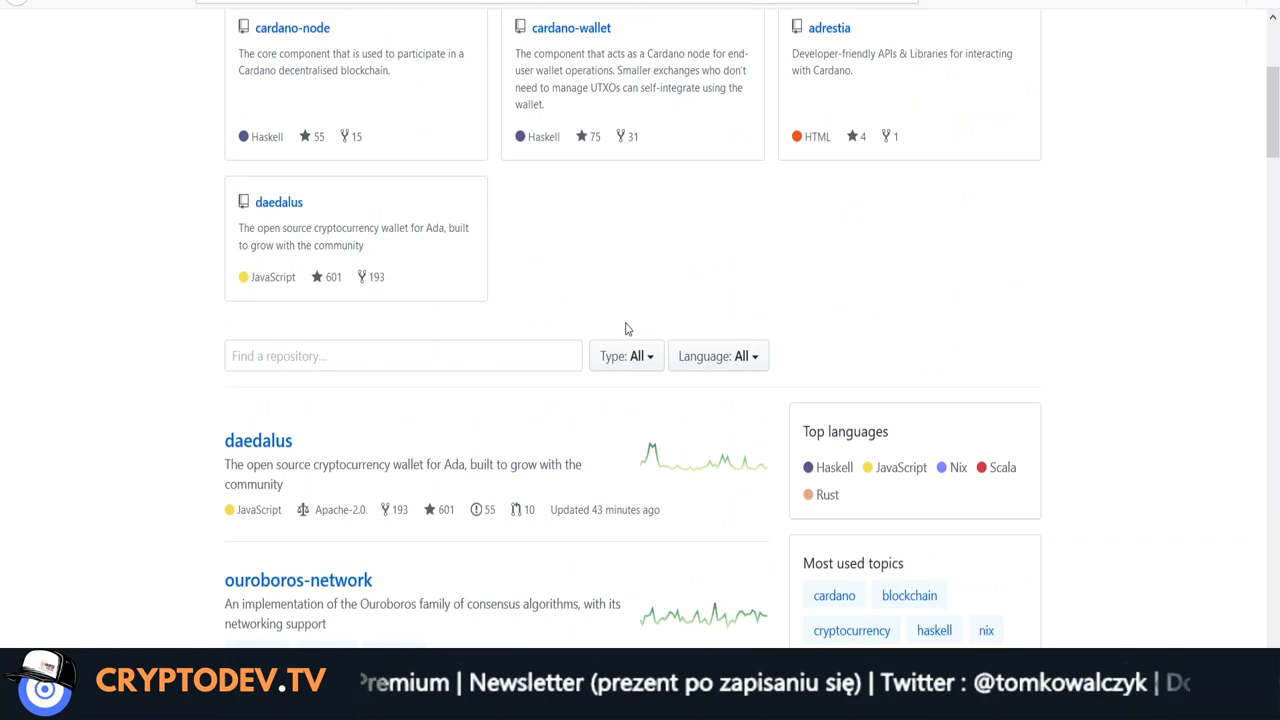 cardano-node
The core component that is used to participate in a
Cardano decentralised blockchain.
Haskell 55 15
cardano-wallet
The component that acts as a Cardano node for end-
user wallet operations. Smaller exchanges who don't
need to manage UTXOs can self-integrate using the
wallet.
Haskell 75 31
adrestia
Developer-friendly APIs & Libraries for interacting
with Cardano.
HTML 4 1
daedalus
The open source cryptocurrency wallet for Ada, built
to grow with the community
JavaScript 601 193
Find a repository...
Type: All
Language: All
daedalus
The open source cryptocurrency wallet for Ada, built to grow with the
community
JavaScript Apache-2.0 193 601 55 10 Updated 43 minutes ago
ouroboros-network
An implementation of the Ouroboros family of consensus algorithms, with its
networking support
Top languages
Haskell JavaScript Nix Scala
Rust
Most used topics
cardano blockchain
cryptocurrency haskell nix
CRYPTODEV.TV
Premium | Newsletter (prezent po zapisaniu się) | Twitter : @tomkowalczyk |